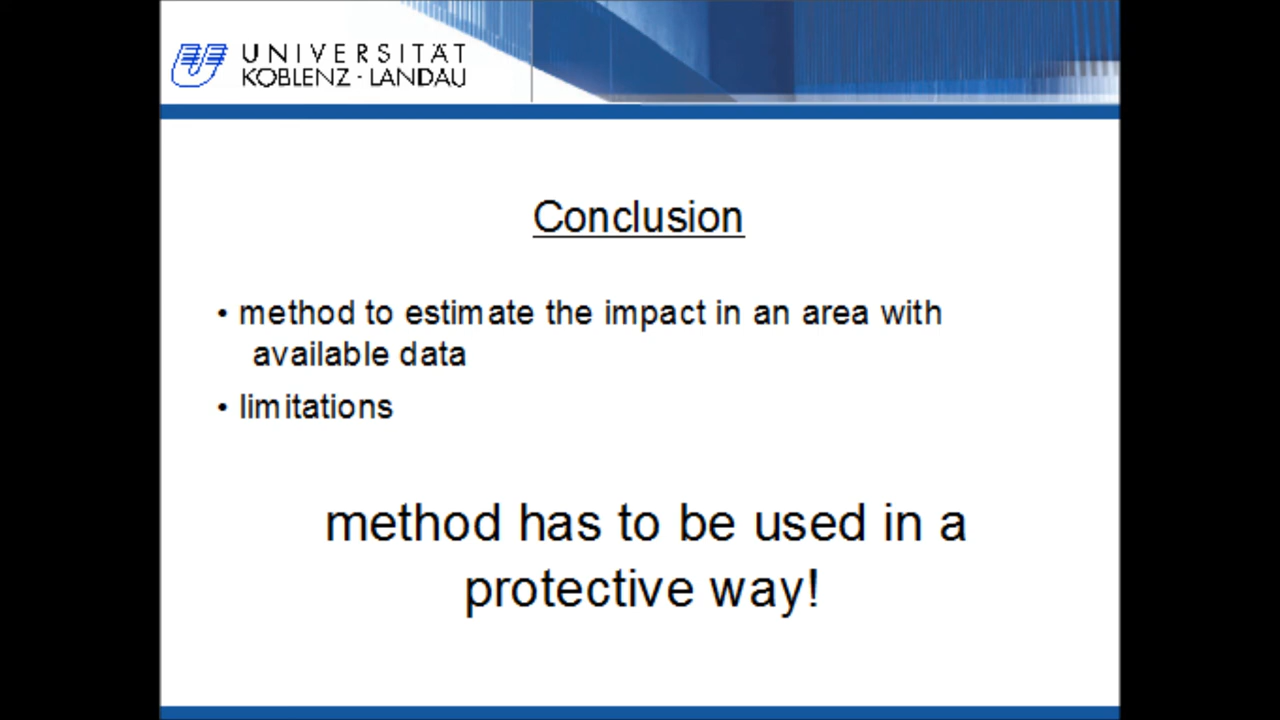 UNIVERSITÄT
KOBLENZ · LANDAU
Conclusion
• method to estimate the impact in an area with
available data
• limitations
method has to be used in a
protective way!